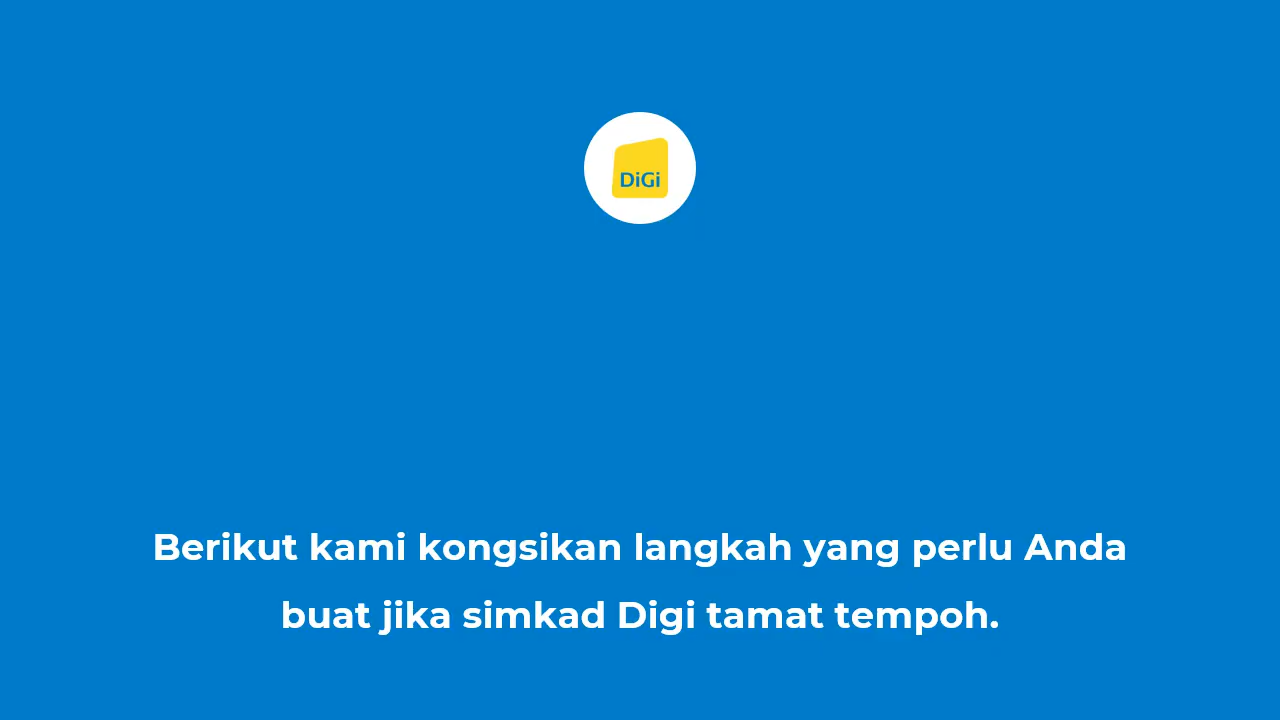 DiGi
Berikut kami kongsikan langkah yang perlu Anda
buat jika simkad Digi tamat tempoh.